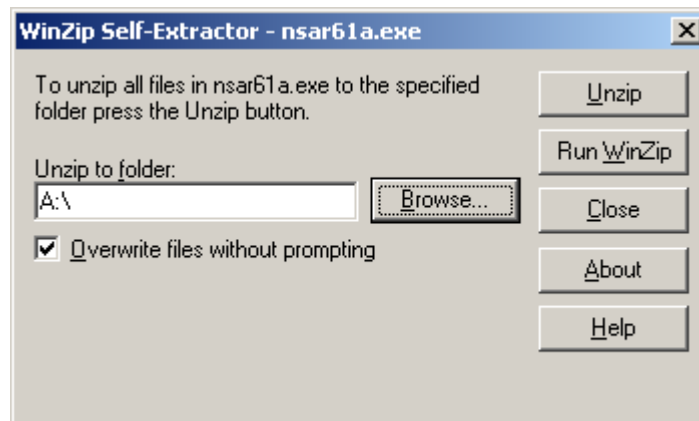 WinZip Self-Extractor - nsar61a.exe
To unzip all files in nsar61a.exe to the specified
folder press the Unzip button.
Unzip to folder:
A:\
Browse...
Overwrite files without prompting
Unzip
Run WinZip
Close
About
Help